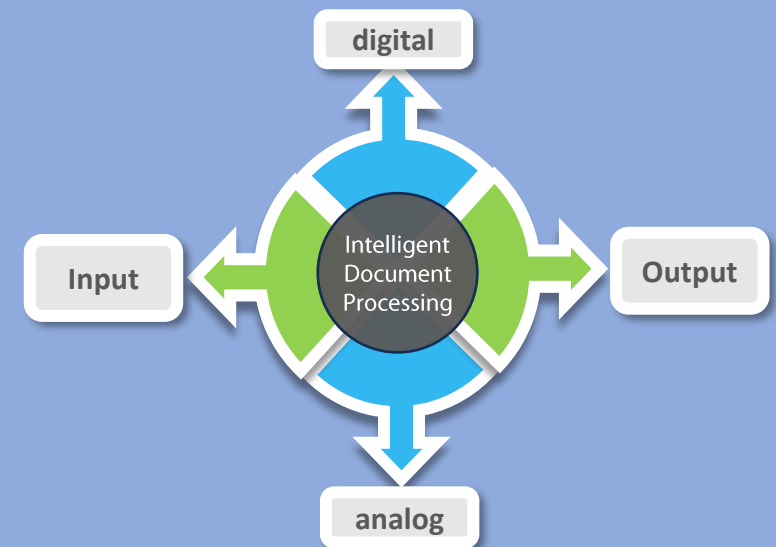 digital
Input
Intelligent
Document
Processing
Output
analog